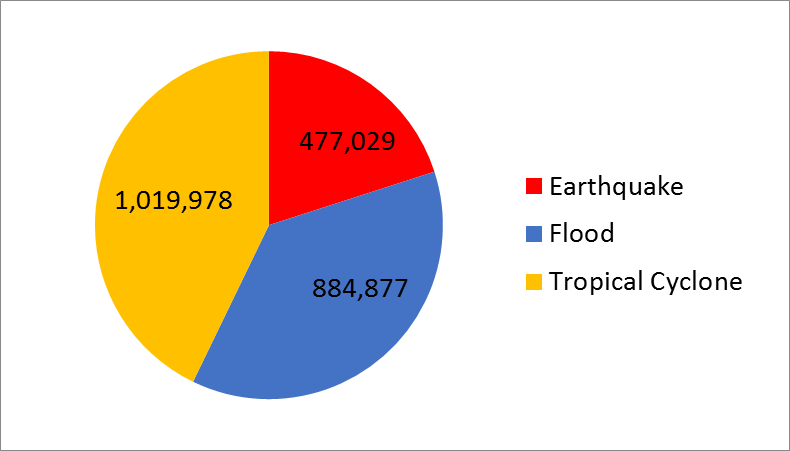 477,029
1,019,978
884,877
Earthquake
Flood
Tropical Cyclone